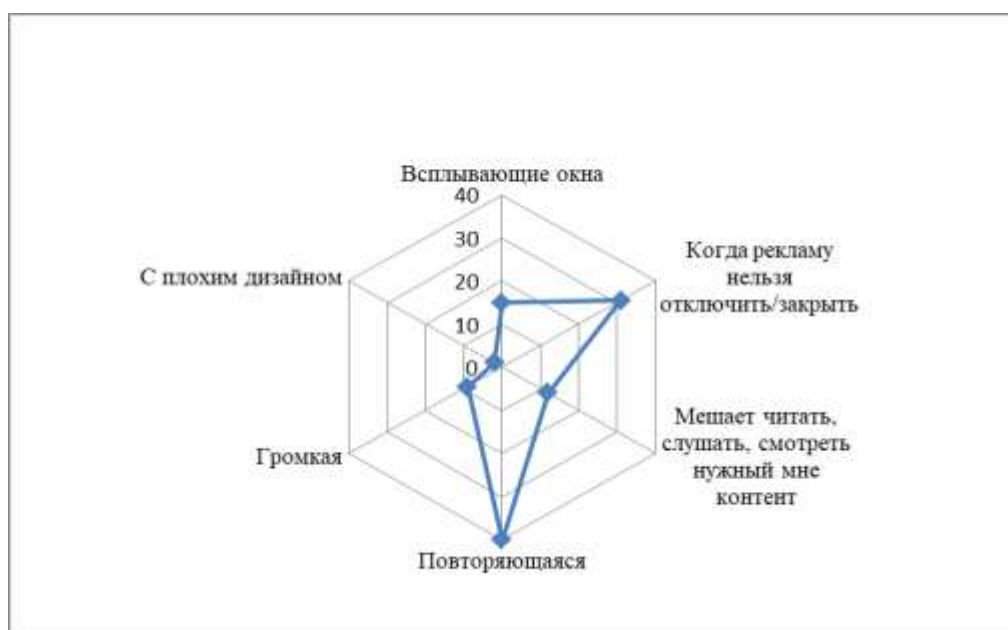 Всплывающие окна
40
30
20
10
0
Когда рекламу
нельзя
отключить/закрыть
Мешает читать,
слушать, смотреть
нужный мне
контент
Повторяющаяся
Громкая
С плохим дизайном